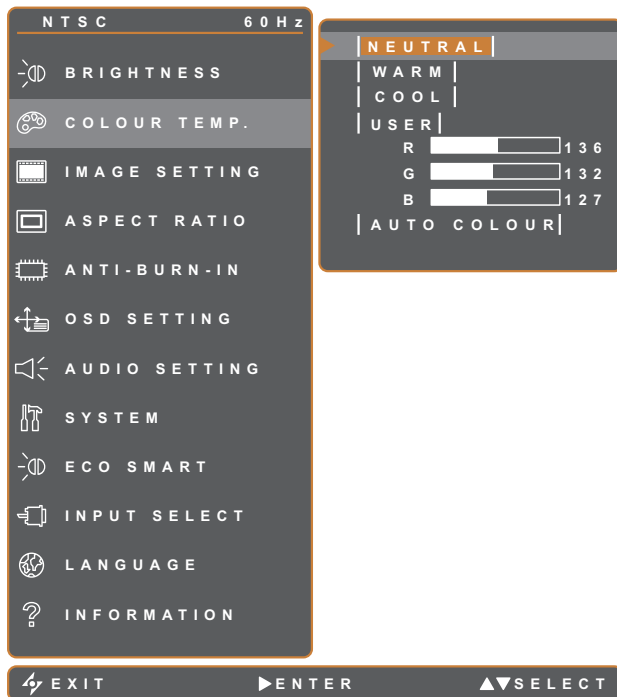 NTSC 60Hz
BRIGHTNESS
COLOUR TEMP.
IMAGE SETTING
ASPECT RATIO
ANTI-BURN-IN
OSD SETTING
AUDIO SETTING
SYSTEM
ECO SMART
INPUT SELECT
LANGUAGE
INFORMATION
NEUTRAL
WARM
COOL
USER
R 136
G 132
B 127
AUTO COLOUR
EXIT ▶ENTER ▲▼SELECT